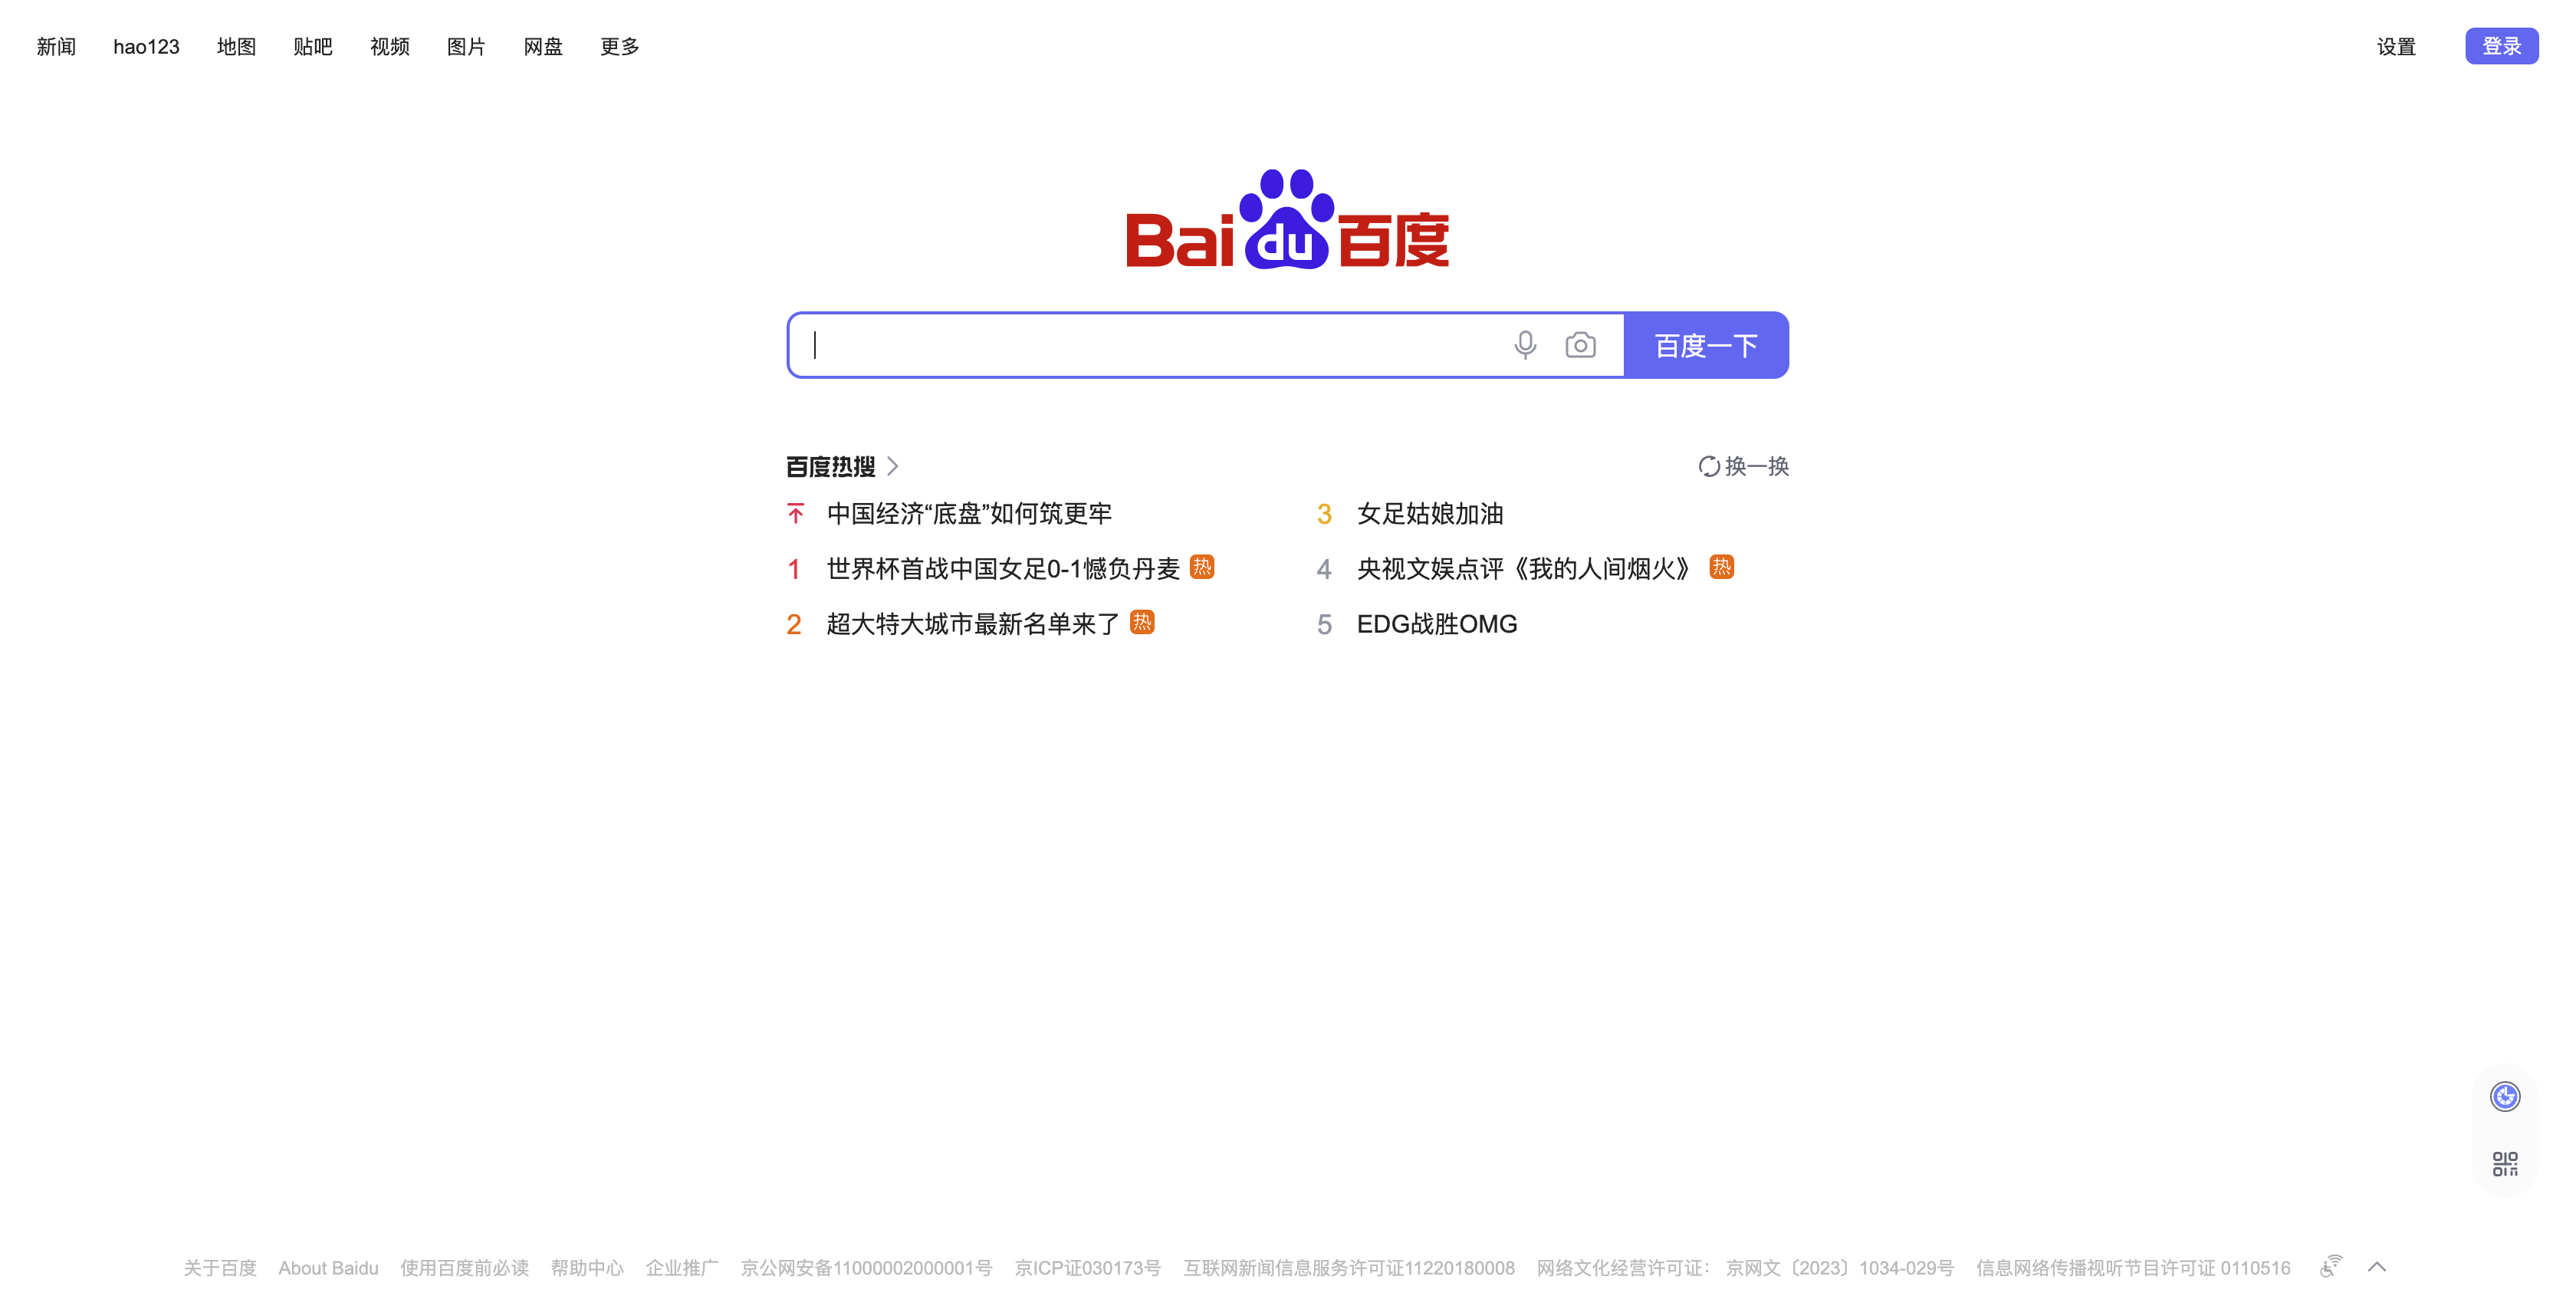 新闻 hao123 地图 贴吧 视频 图片 网盘 更多 设置 登录
Bai du 百度
百度一下
百度热搜 换一换
中国经济“底盘”如何筑更牢
1 世界杯首战中国女足0-1憾负丹麦 热
2 超大特大城市最新名单来了 热
3 女足姑娘加油
4 央视文娱点评《我的人间烟火》 热
5 EDG战胜OMG
关于百度 About Baidu 使用百度前必读 帮助中心 企业推广 京公网安备11000002000001号 京ICP证030173号 互联网新闻信息服务许可证11220180008 网络文化经营许可证： 京网文〔2023〕1034-029号 信息网络传播视听节目许可证 0110516